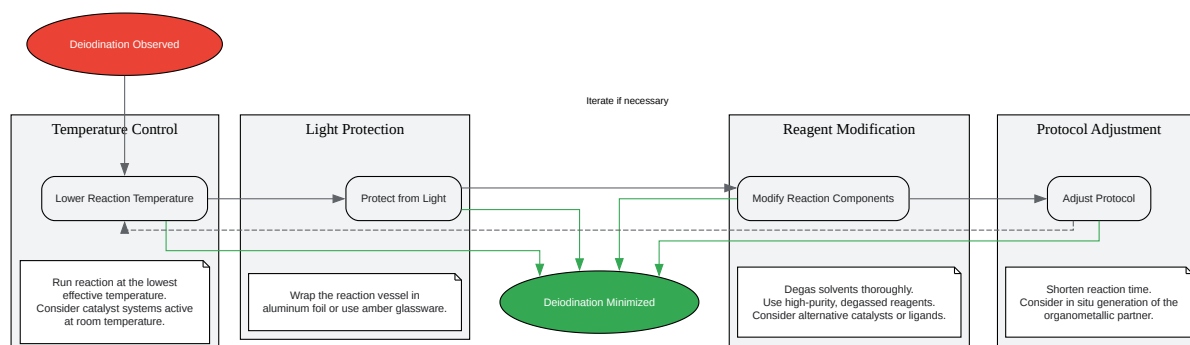 Deiodination Observed
Iterate if necessary
Temperature Control
Light Protection
Reagent Modification
Protocol Adjustment
Lower Reaction Temperature
Protect from Light
Modify Reaction Components
Adjust Protocol
Run reaction at the lowest
effective temperature.
Consider catalyst systems active
at room temperature.
Wrap the reaction vessel in
aluminum foil or use amber glassware.
Deiodination Minimized
Degas solvents thoroughly.
Use high-purity, degassed reagents.
Consider alternative catalysts or ligands.
Shorten reaction time.
Consider in situ generation of the
organometallic partner.